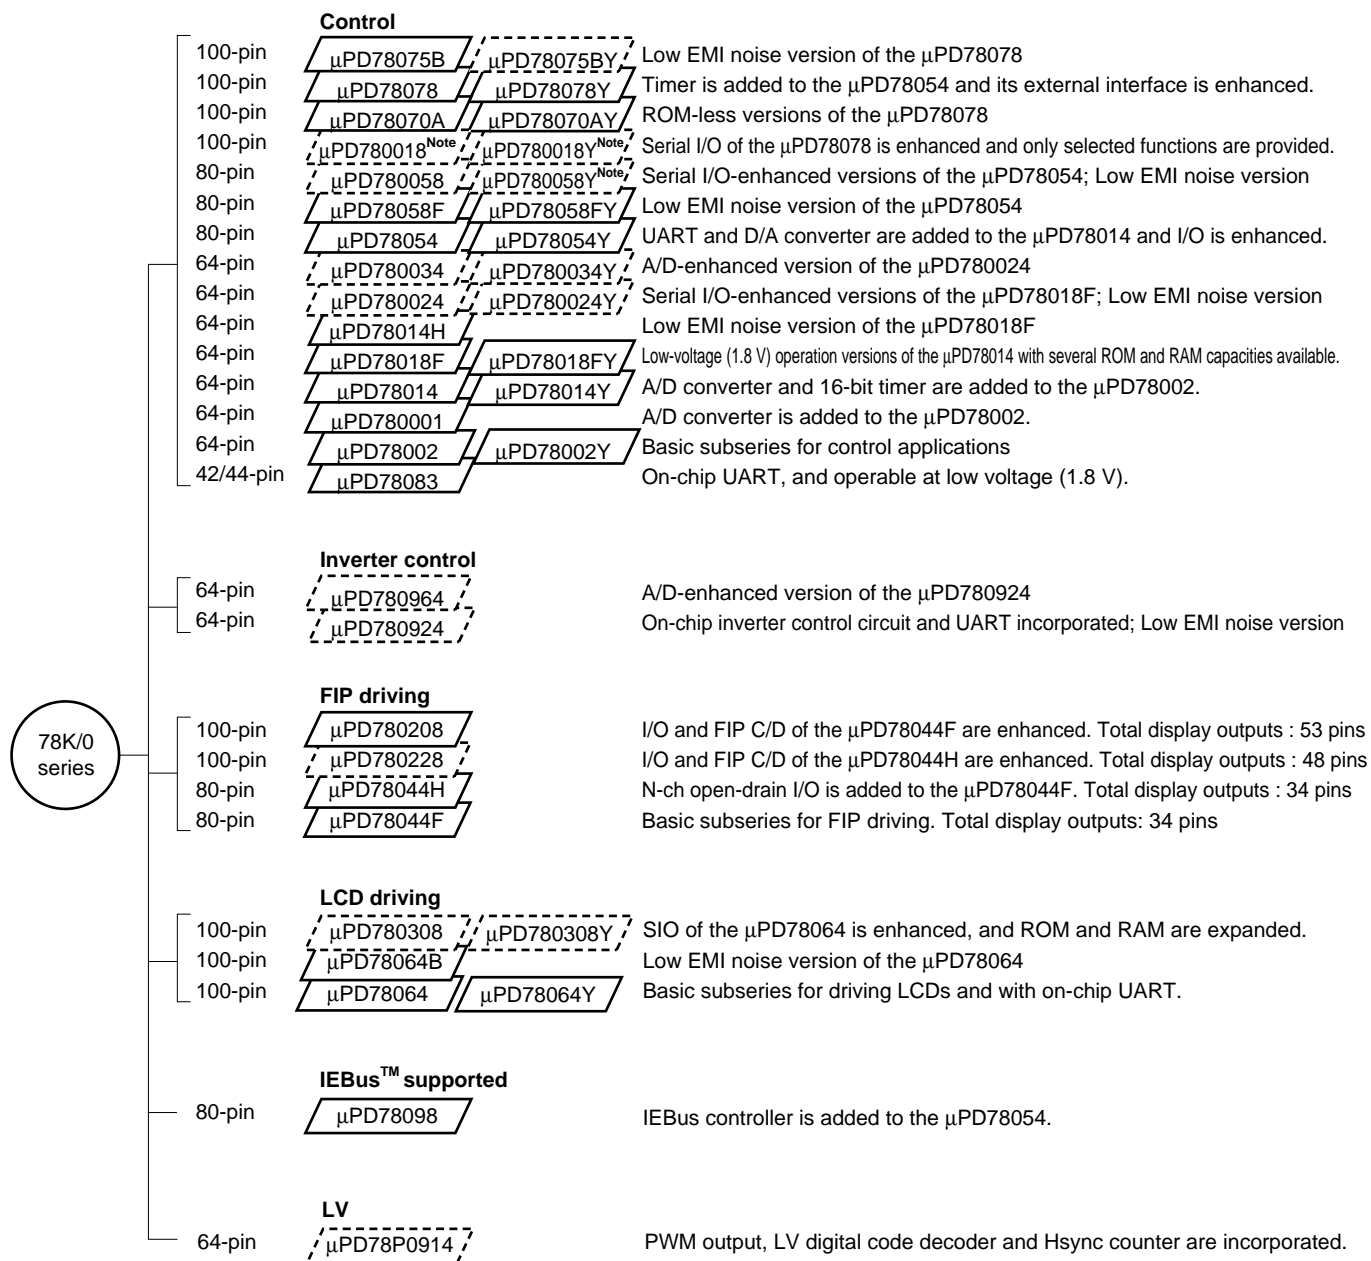 Control
100-pin µPD78075B µPD78075BY Low EMI noise version of the µPD78078
100-pin µPD78078 µPD78078Y Timer is added to the µPD78054 and its external interface is enhanced.
100-pin µPD78070A µPD78070AY ROM-less versions of the µPD78078
100-pin µPD780018Note µPD780018YNote Serial I/O of the µPD78078 is enhanced and only selected functions are provided.
80-pin µPD780058 µPD780058YNote Serial I/O-enhanced versions of the µPD78054; Low EMI noise version
80-pin µPD78058F µPD78058FY Low EMI noise version of the µPD78054
80-pin µPD78054 µPD78054Y UART and D/A converter are added to the µPD78014 and I/O is enhanced.
64-pin µPD780034 µPD780034Y A/D-enhanced version of the µPD780024
64-pin µPD780024 µPD780024Y Serial I/O-enhanced versions of the µPD78018F; Low EMI noise version
64-pin µPD78014H Low EMI noise version of the µPD78018F
64-pin µPD78018F µPD78018FY Low-voltage (1.8 V) operation versions of the µPD78014 with several ROM and RAM capacities available.
64-pin µPD78014 µPD78014Y A/D converter and 16-bit timer are added to the µPD78002.
64-pin µPD780001 A/D converter is added to the µPD78002.
64-pin µPD78002 µPD78002Y Basic subseries for control applications
42/44-pin µPD78083 On-chip UART, and operable at low voltage (1.8 V).
Inverter control
64-pin µPD780964 A/D-enhanced version of the µPD780924
64-pin µPD780924 On-chip inverter control circuit and UART incorporated; Low EMI noise version
78K/0
series
FIP driving
100-pin µPD780208 I/O and FIP C/D of the µPD78044F are enhanced. Total display outputs : 53 pins
100-pin µPD780228 I/O and FIP C/D of the µPD78044H are enhanced. Total display outputs : 48 pins
80-pin µPD78044H N-ch open-drain I/O is added to the µPD78044F. Total display outputs : 34 pins
80-pin µPD78044F Basic subseries for FIP driving. Total display outputs: 34 pins
LCD driving
100-pin µPD780308 µPD780308Y SIO of the µPD78064 is enhanced, and ROM and RAM are expanded.
100-pin µPD78064B Low EMI noise version of the µPD78064
100-pin µPD78064 µPD78064Y Basic subseries for driving LCDs and with on-chip UART.
IEBusTM supported
80-pin µPD78098 IEBus controller is added to the µPD78054.
LV
64-pin µPD78P0914 PWM output, LV digital code decoder and Hsync counter are incorporated.